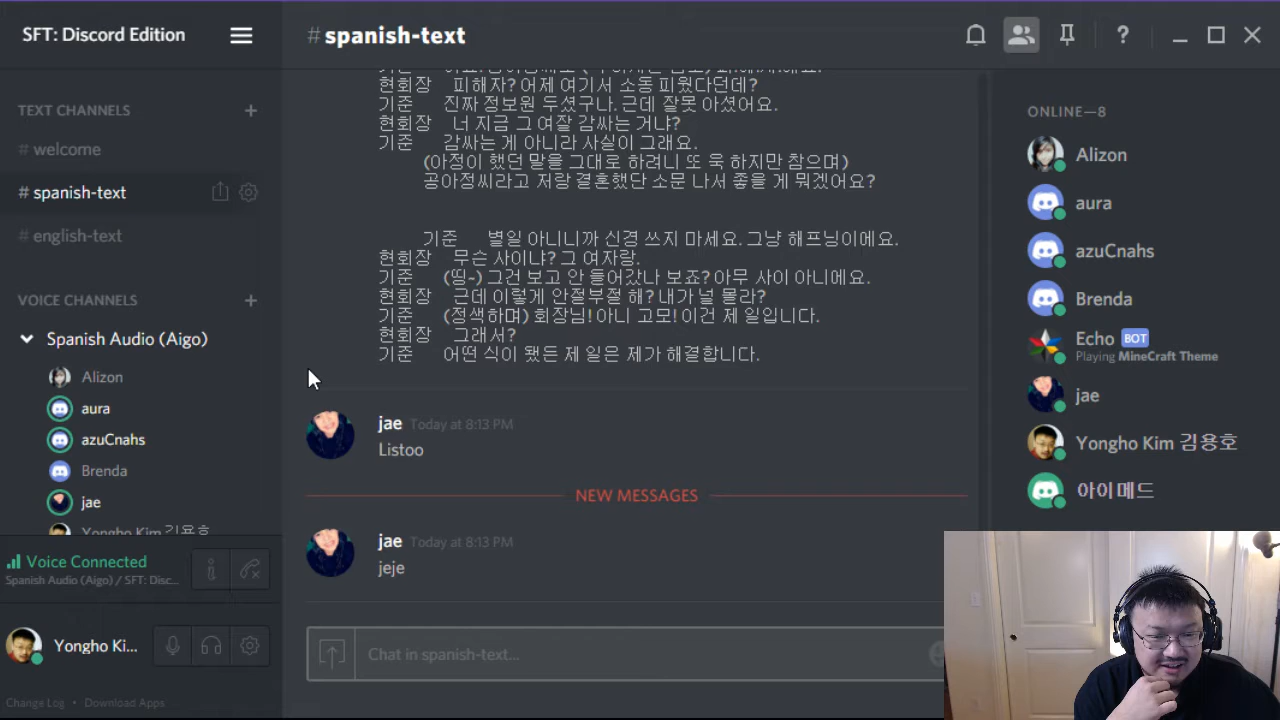 SFT: Discord Edition
TEXT CHANNELS
# welcome
# spanish-text
# english-text
VOICE CHANNELS
Spanish Audio (Aigo)
Alizon
aura
azuCnahs
Brenda
jae
Yongho Kim 김용호
Voice Connected
Spanish Audio (Aigo) / SFT: Disc...
Yongho Ki...
Change Log • Download Apps
#spanish-text
현회장 피해자? 어제 여기서 소동 피웠다던데?
기준 진짜 정보원 두셨구나. 근데 잘못 아셨어요.
현회장 너 지금 그 여잘 감싸는 거냐?
기준 감싸는 게 아니라 사실이 그래요.
(아정이 했던 말을 그대로 하려니 또 욱 하지만 참으며)
공아정씨라고 저랑 결혼했단 소문 나서 좋을 게 뭐겠어요?
기준 별일 아니니까 신경 쓰지 마세요. 그냥 해프닝이에요.
현회장 무슨 사이냐? 그 여자랑.
기준 (띵~) 그건 보고 안 들어갔나 보죠? 아무 사이 아니에요.
현회장 근데 이렇게 안절부절 해? 내가 널 몰라?
기준 (정색하며) 회장님! 아니 고모! 이건 제 일입니다.
현회장 그래서?
기준 어떤 식이 됐든 제 일은 제가 해결합니다.
jae Today at 8:13 PM
Listoo
NEW MESSAGES
jae Today at 8:13 PM
jeje
Chat in spanish-text...
ONLINE—8
Alizon
aura
azuCnahs
Brenda
Echo BOT
Playing MineCraft Theme
jae
Yongho Kim 김용호
아이메드